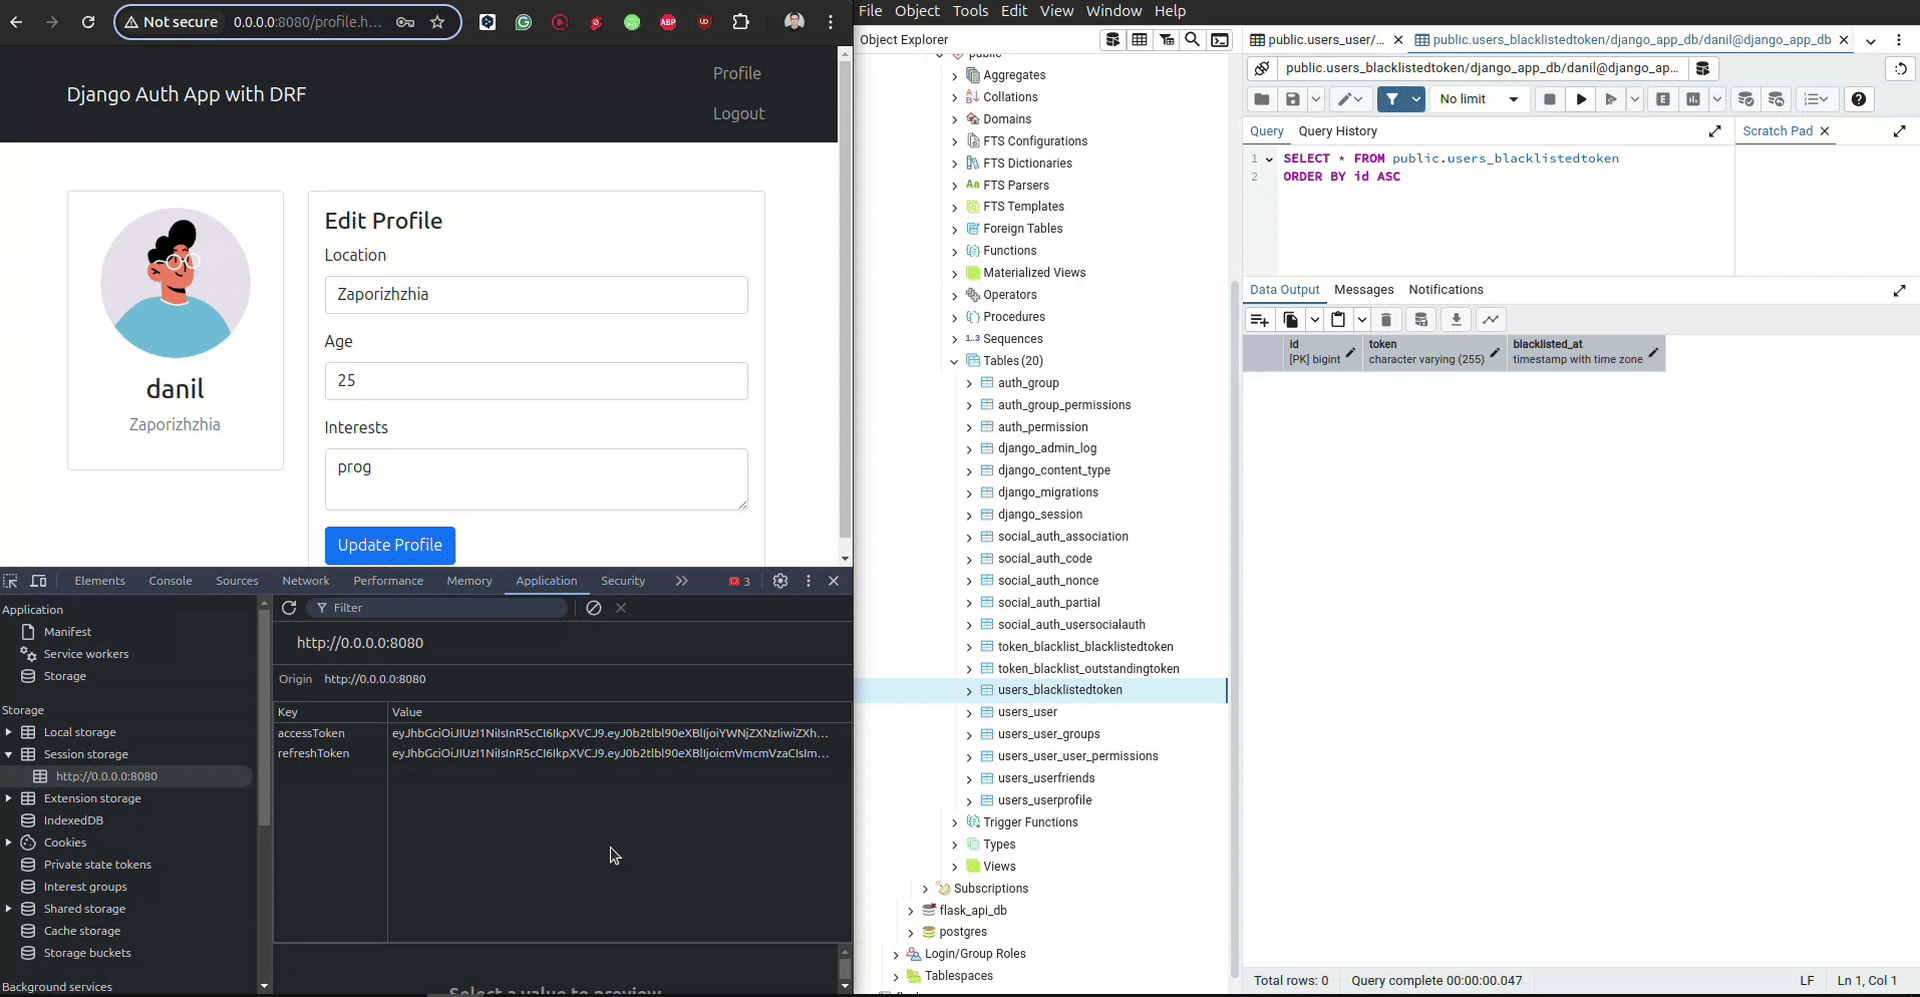 Not secure
0.0.0.0:8080/profile.h...
Django Auth App with DRF
Profile
Logout
danil
Zaporizhzhia
Edit Profile
Location
Zaporizhzhia
Age
25
Interests
prog
Update Profile
Elements
Console
Sources
Network
Performance
Memory
Application
Security
3
Application
Manifest
Service workers
Storage
Storage
Local storage
Session storage
http://0.0.0.0:8080
Extension storage
IndexedDB
Cookies
Private state tokens
Interest groups
Shared storage
Cache storage
Storage buckets
Background services
Filter
http://0.0.0.0:8080
Origin http://0.0.0.0:8080
Key Value
accessToken eyJhbGciOiJIUzI1NiIsInR5cCI6IkpXVCJ9.eyJ0b2tlbl90eXBlIjoiYWNjZXNzIiwiZXh...
refreshToken eyJhbGciOiJIUzI1NiIsInR5cCI6IkpXVCJ9.eyJ0b2tlbl90eXBlIjoicmVmcmVzaCIsIm...
Select a value to preview
File Object Tools Edit View Window Help
Object Explorer
public
Aggregates
Collations
Domains
FTS Configurations
FTS Dictionaries
Aa FTS Parsers
FTS Templates
Foreign Tables
Functions
Materialized Views
Operators
Procedures
1..3 Sequences
Tables (20)
auth_group
auth_group_permissions
auth_permission
django_admin_log
django_content_type
django_migrations
django_session
social_auth_association
social_auth_code
social_auth_nonce
social_auth_partial
social_auth_usersocialauth
token_blacklist_blacklistedtoken
token_blacklist_outstandingtoken
users_blacklistedtoken
users_user
users_user_groups
users_user_user_permissions
users_userfriends
users_userprofile
Trigger Functions
Types
Views
Subscriptions
flask_api_db
postgres
Login/Group Roles
Tablespaces
public.users_user/...
public.users_blacklistedtoken/django_app_db/danil@django_app_db
public.users_blacklistedtoken/django_app_db/danil@django_ap...
No limit
Query
Query History
Scratch Pad
1 SELECT * FROM public.users_blacklistedtoken
2 ORDER BY id ASC
Data Output
Messages
Notifications
id
[PK] bigint
token
character varying (255)
blacklisted_at
timestamp with time zone
Total rows: 0
Query complete 00:00:00.047
LF
Ln 1, Col 1